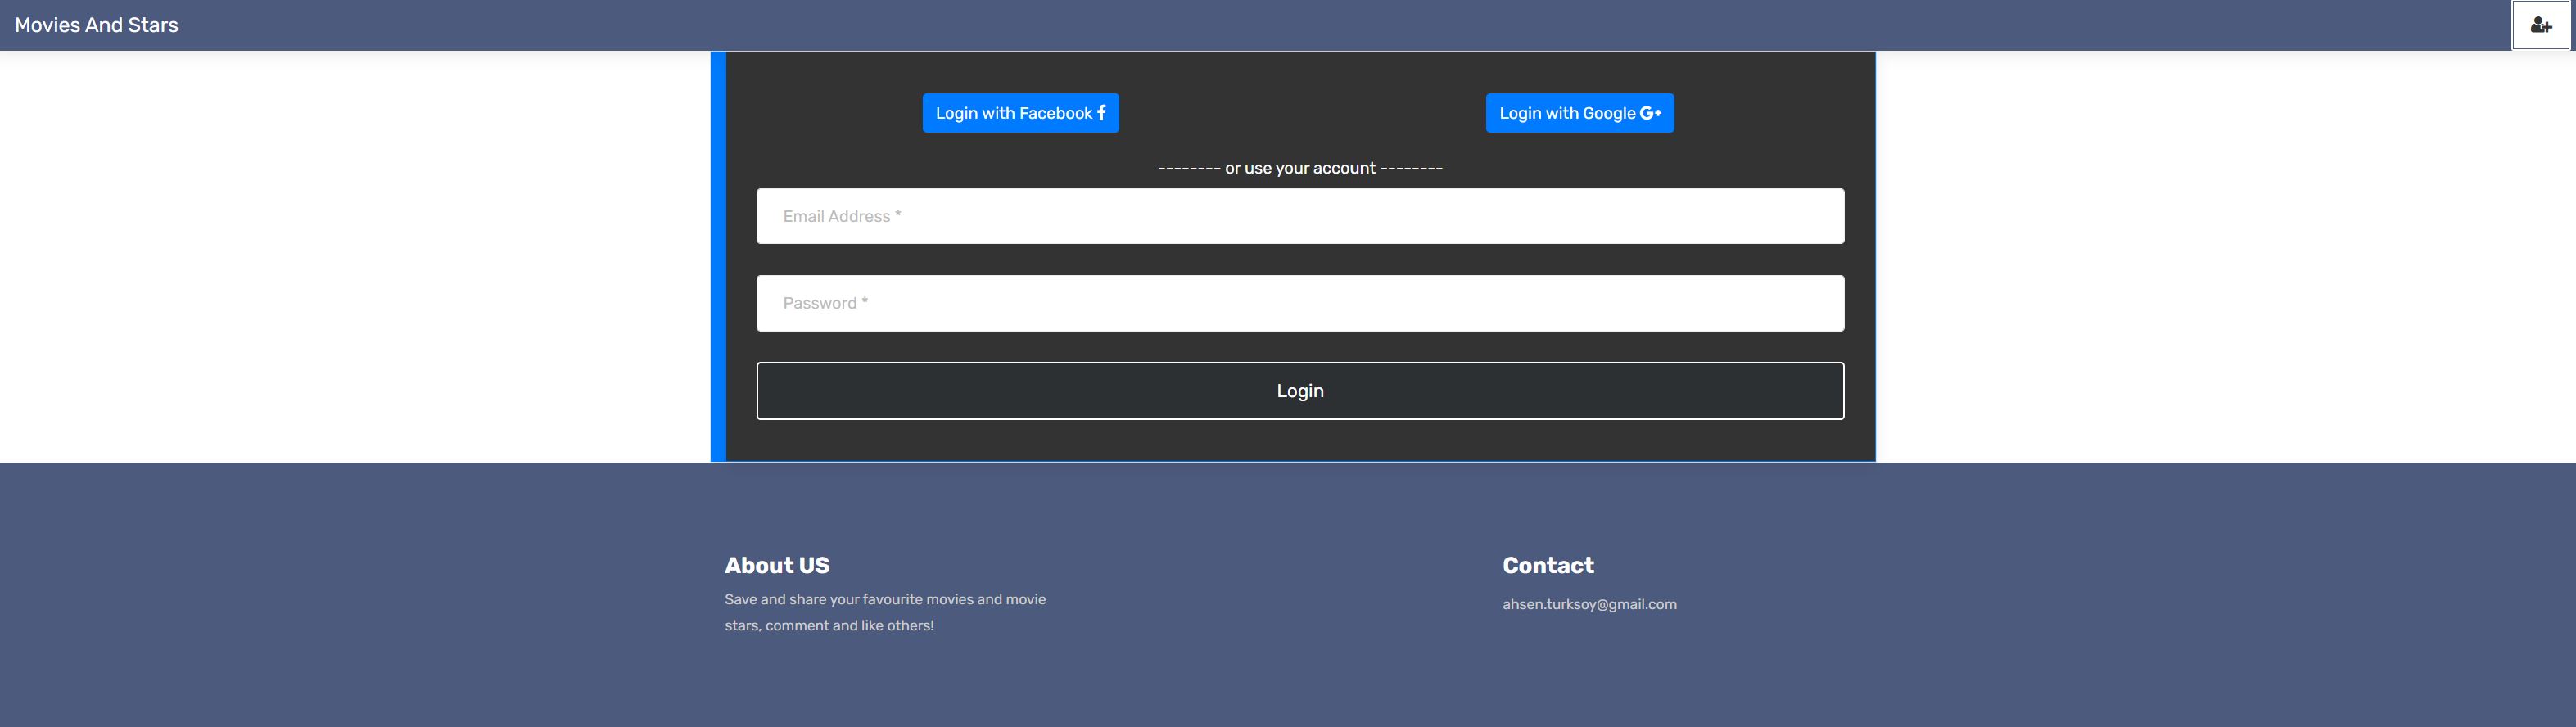 Movies And Stars
Login with Facebook
Login with Google G+
-------- or use your account --------
Email Address *
Password *
Login
About US
Save and share your favourite movies and movie
stars, comment and like others!
Contact
ahsen.turksoy@gmail.com